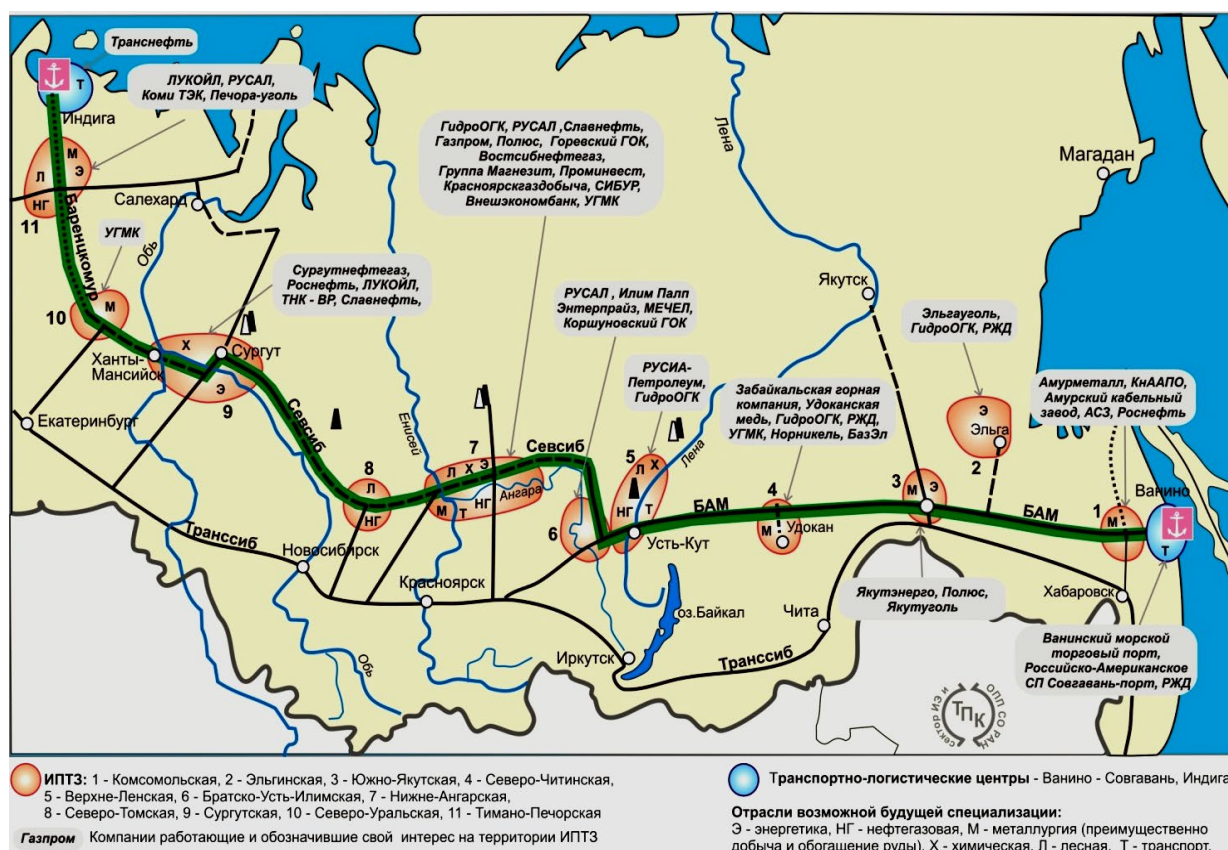 Транснефть
Т
Индига
ЛУКОЙЛ, РУСАЛ,
Коми ТЭК, Печора-уголь
М
Л Э
НГ
11
Баренцкомур
Салехард
Обь
УГМК
М
10
Ханты-
Мансийск
Х
Сургут
Э
9
Сургутнефтегаз,
Роснефть, ЛУКОЙЛ,
ТНК - ВР, Славнефть,
Екатеринбург
Севсиб
Енисей
ГидроОГК, РУСАЛ ,Славнефть,
Газпром, Полюс, Горевский ГОК,
Востсибнефтегаз,
Группа Магнезит, Проминвест,
Красноярскгаздобыча, СИБУР,
Внешэкономбанк, УГМК
8
Л
НГ
7
Л Х Э
М Т НГ
Ангара
Севсиб
РУСАЛ , Илим Палп
Энтерпрайз, МЕЧЕЛ,
Коршуновский ГОК
6
РУСИА-
Петролеум,
ГидроОГК
5
Л Х
НГ Т
Лена
Лена
Усть-Кут
Забайкальская горная
компания, Удоканская
медь, ГидроОГК, РЖД,
УГМК, Норникель, БазЭл
4
М
Удокан
БАМ
Якутск
Магадан
Эльгауголь,
ГидроОГК, РЖД
Э
Эльга
2
3
М Э
БАМ
Амурметалл, КнААПО,
Амурский кабельный
завод, АСЗ, Роснефть
1
М
Ванино
Т
Якутэнерго, Полюс,
Якутуголь
Хабаровск
Ванинский морской
торговый порт,
Российско-Американское
СП Совгавань-порт, РЖД
Транссиб
Новосибирск
Красноярск
Обь
Иркутск
оз.Байкал
Чита
Транссиб
сектор ИЭ и
ОПП СО РАН
ТПК
ИПТЗ: 1 - Комсомольская, 2 - Эльгинская, 3 - Южно-Якутская, 4 - Северо-Читинская,
5 - Верхне-Ленская, 6 - Братско-Усть-Илимская, 7 - Нижне-Ангарская,
8 - Северо-Томская, 9 - Сургутская, 10 - Северо-Уральская, 11 - Тимано-Печорская
Газпром Компании работающие и обозначившие свой интерес на территории ИПТЗ
Транспортно-логистические центры - Ванино - Совгавань, Индига
Отрасли возможной будущей специализации:
Э - энергетика, НГ - нефтегазовая, М - металлургия (преимущественно
добыча и обогащение руды), Х - химическая, Л - лесная, Т - транспорт.